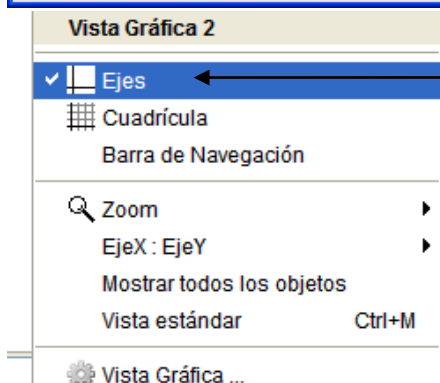 Vista Gráfica 2
Ejes
Cuadrícula
Barra de Navegación
Zoom
EjeX : EjeY
Mostrar todos los objetos
Vista estándar Ctrl+M
Vista Gráfica ...